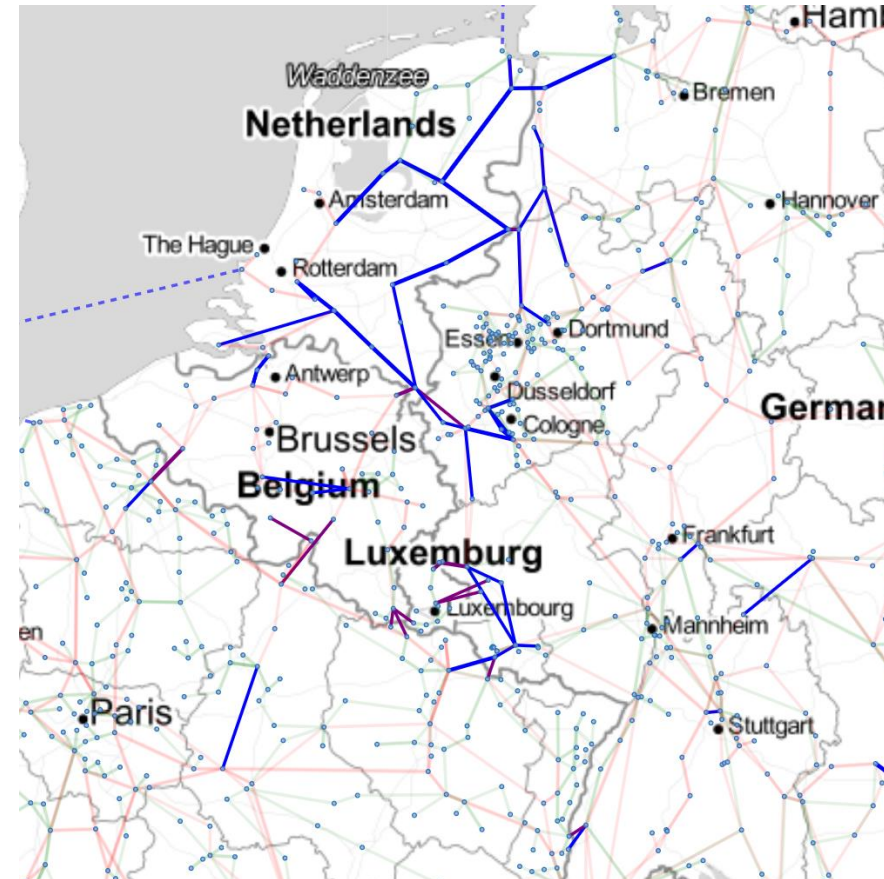 Hamb
Waddenzee
Bremen
Netherlands
Amsterdam
Hannover
The Hague
Rotterdam
Dortmund
Essen
Antwerp
Dusseldorf
German
Cologne
Brussels
Belgium
Frankfurt
Luxemburg
Luxembourg
Mannheim
en
Paris
Stuttgart